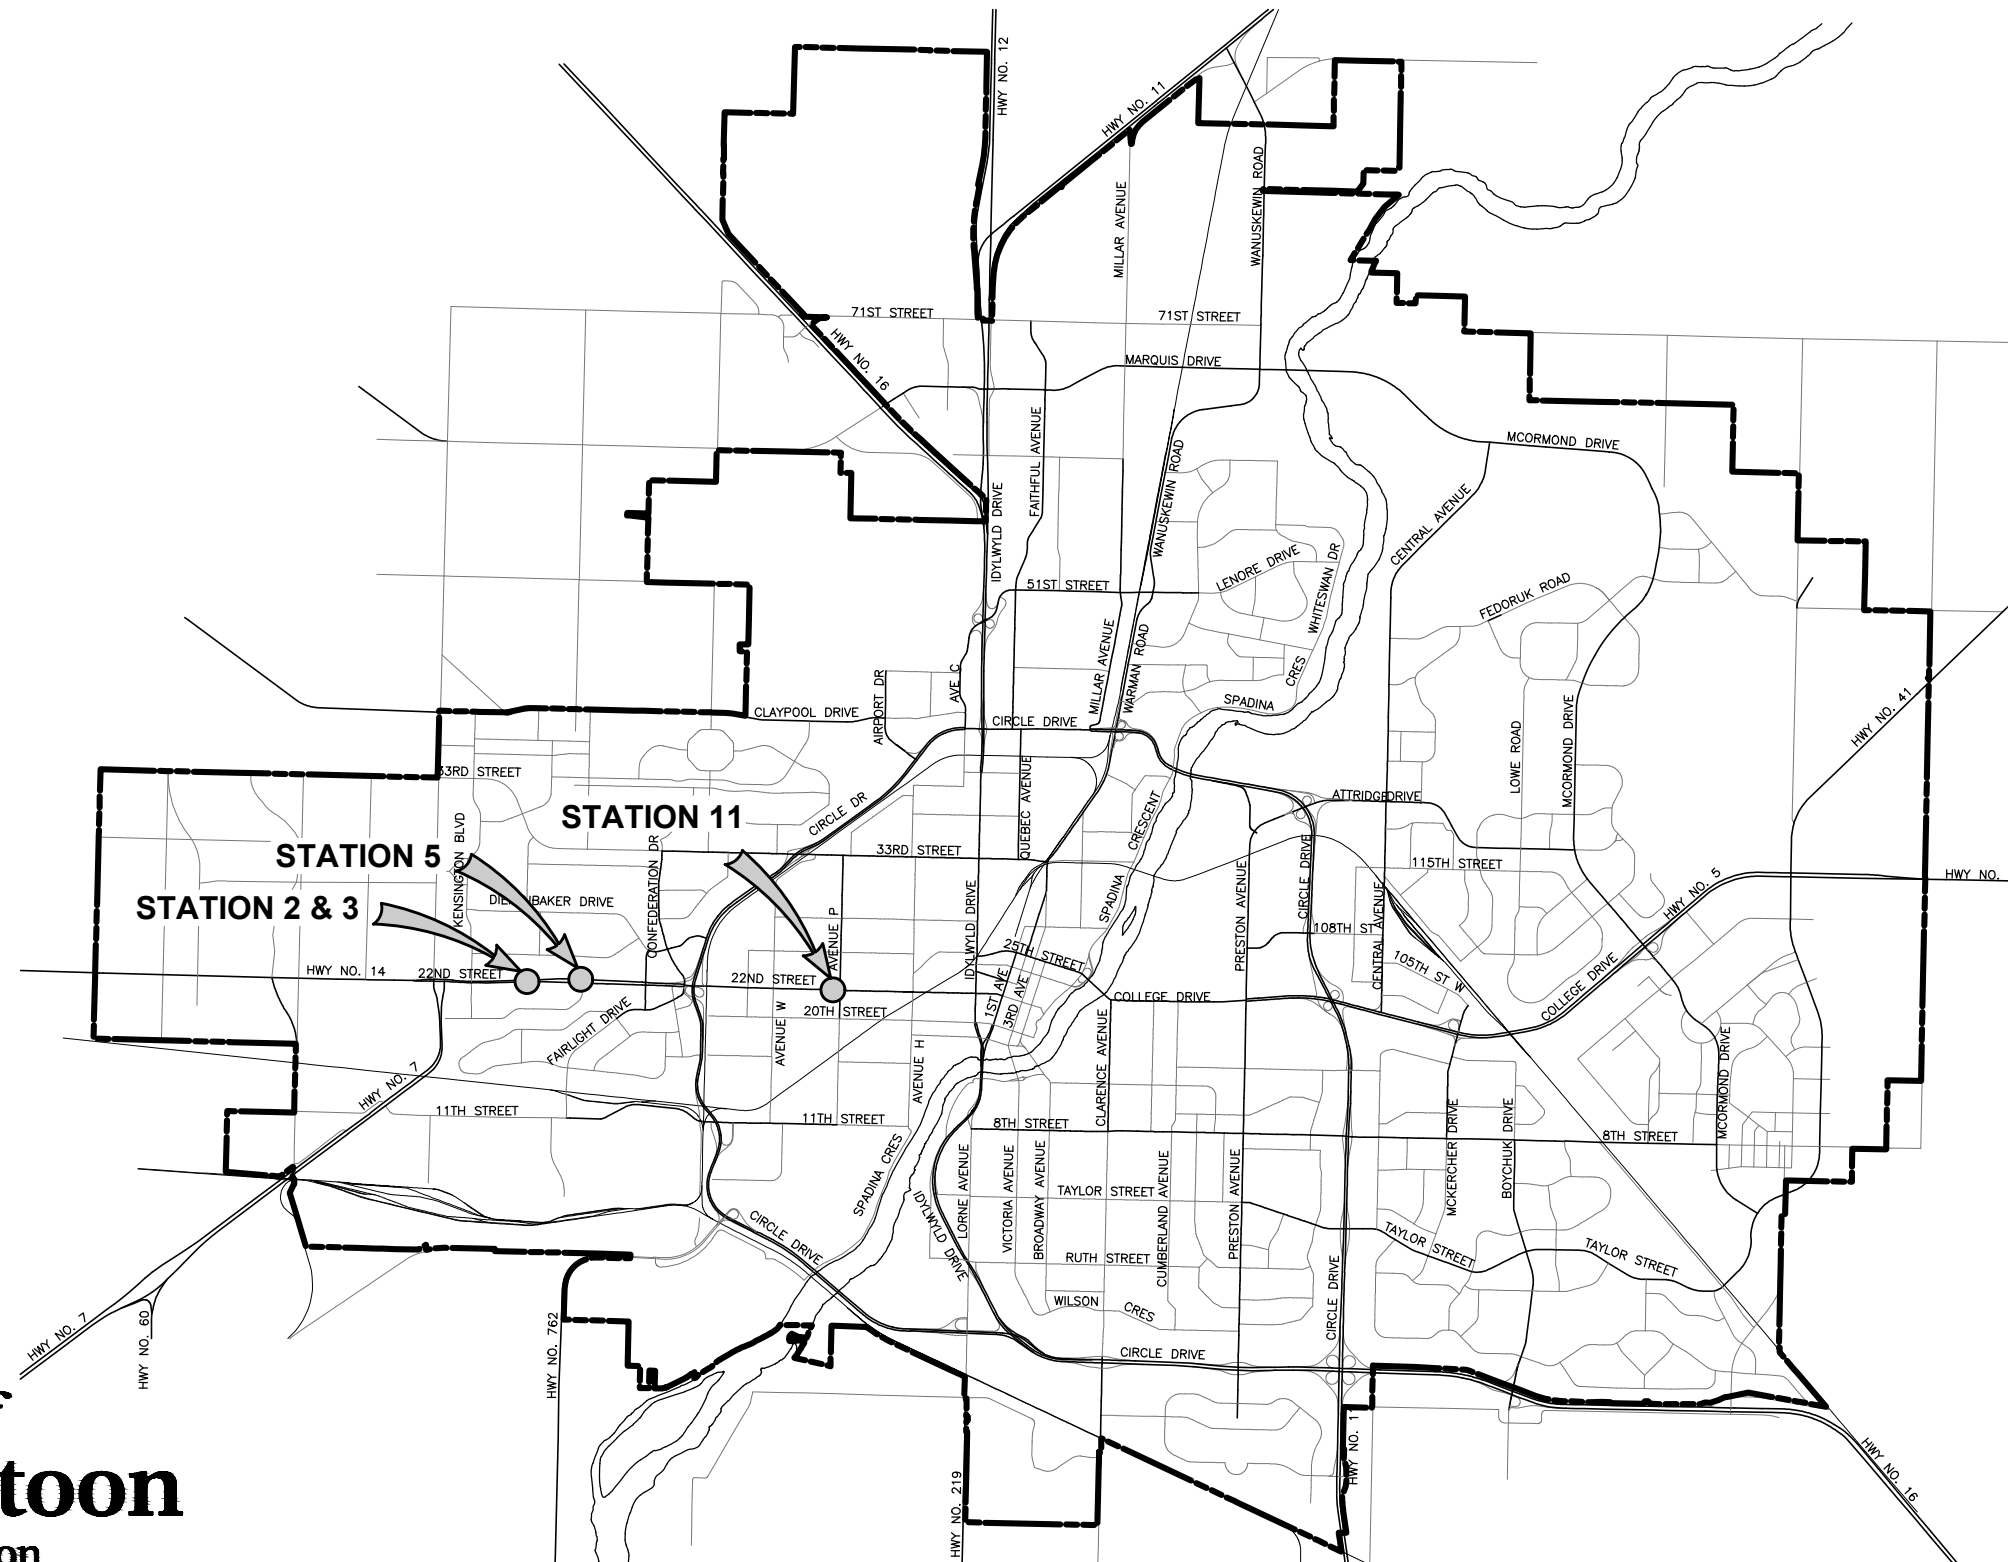 HWY NO. 12
HWY NO. 11
MILLAR AVENUE
WANUSKEWIN ROAD
71ST STREET
71ST STREET
HWY NO. 16
MARQUIS DRIVE
FAITHFUL AVENUE
MCORMOND DRIVE
WANUSKEWIN ROAD
IDYLWYLD DRIVE
CENTRAL AVENUE
LENORE DRIVE
WHITESWAN DR
51ST STREET
FEDORUK ROAD
MILLAR AVENUE
WARMAN ROAD
CRES
SPADINA
AIRPORT DR
AVE C
CLAYPOOL DRIVE
CIRCLE DRIVE
LOWE ROAD
MCORMOND DRIVE
HWY NO. 41
33RD STREET
QUEBEC AVENUE
ATTRIDGE DRIVE
STATION 11
CIRCLE DR
CRESCENT
KENSINGTON BLVD
CONFEDERATION DR
33RD STREET
STATION 5
115TH STREET
CIRCLE DRIVE
PRESTON AVENUE
HWY NO. 5
HWY NO.
STATION 2 & 3
BAKER DRIVE
SPADINA
AVENUE P
IDYLWYLD DRIVE
CENTRAL AVENUE
108TH ST
25TH STREET
105TH ST W
HWY NO. 14
22ND STREET
22ND STREET
1ST AVE
3RD AVE
COLLEGE DRIVE
COLLEGE DRIVE
20TH STREET
FAIRLIGHT DRIVE
AVENUE W
AVENUE H
CLARENCE AVENUE
MCORMOND DRIVE
HWY NO. 7
11TH STREET
11TH STREET
8TH STREET
8TH STREET
MCKERCHER DRIVE
BOYCHUK DRIVE
SPADINA CRES
LORNE AVENUE
VICTORIA AVENUE
BROADWAY AVENUE
CUMBERLAND AVENUE
PRESTON AVENUE
TAYLOR STREET
IDYLWYLD DRIVE
CIRCLE DRIVE
TAYLOR STREET
TAYLOR STREET
RUTH STREET
CIRCLE DRIVE
WILSON CRES
HWY NO. 7
HWY NO. 60
HWY NO. 762
CIRCLE DRIVE
HWY NO. 11
HWY NO. 219
HWY NO. 16
toon
on